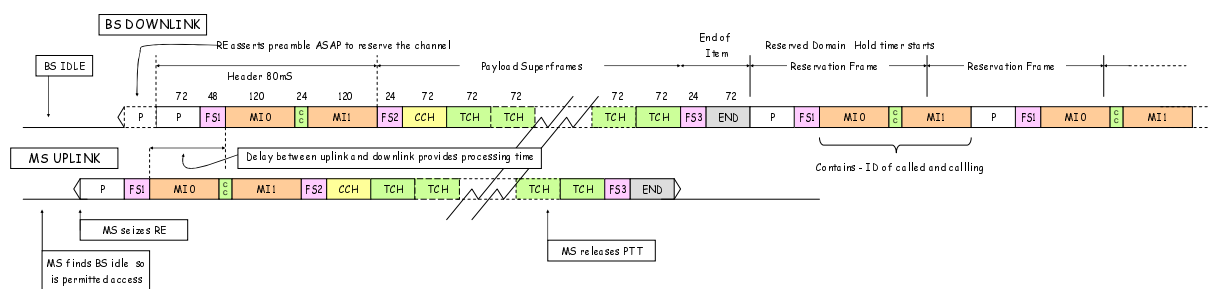 BS DOWNLINK
End of
Item
RE asserts preamble ASAP to reserve the channel
Reserved Domain Hold timer starts
BS IDLE
Header 80mS
Payload Superframes
Reservation Frame
Reservation Frame
72 48 120 24 120 24 72 72 72 72 72 24 72
P P FS1 MI0 CC MI1 FS2 CCH TCH TCH TCH TCH FS3 END P FS1 MI0 CC MI1 P FS1 MI0 CC MI1
MS UPLINK
Delay between uplink and downlink provides processing time
Contains - ID of called and callling
P FS1 MI0 CC MI1 FS2 CCH TCH TCH TCH TCH FS3 END
MS seizes RE
MS releases PTT
MS finds BS idle so
is permitted access